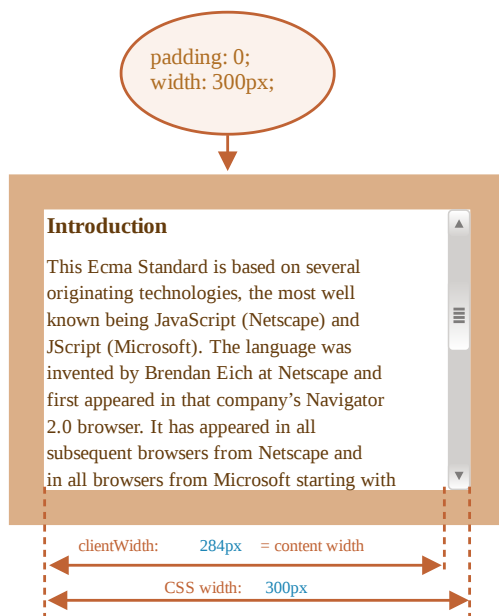 padding: 0;
width: 300px;
Introduction
This Ecma Standard is based on several
originating technologies, the most well
known being JavaScript (Netscape) and
JScript (Microsoft). The language was
invented by Brendan Eich at Netscape and
first appeared in that company’s Navigator
2.0 browser. It has appeared in all
subsequent browsers from Netscape and
in all browsers from Microsoft starting with
clientWidth: 284px = content width
CSS width: 300px